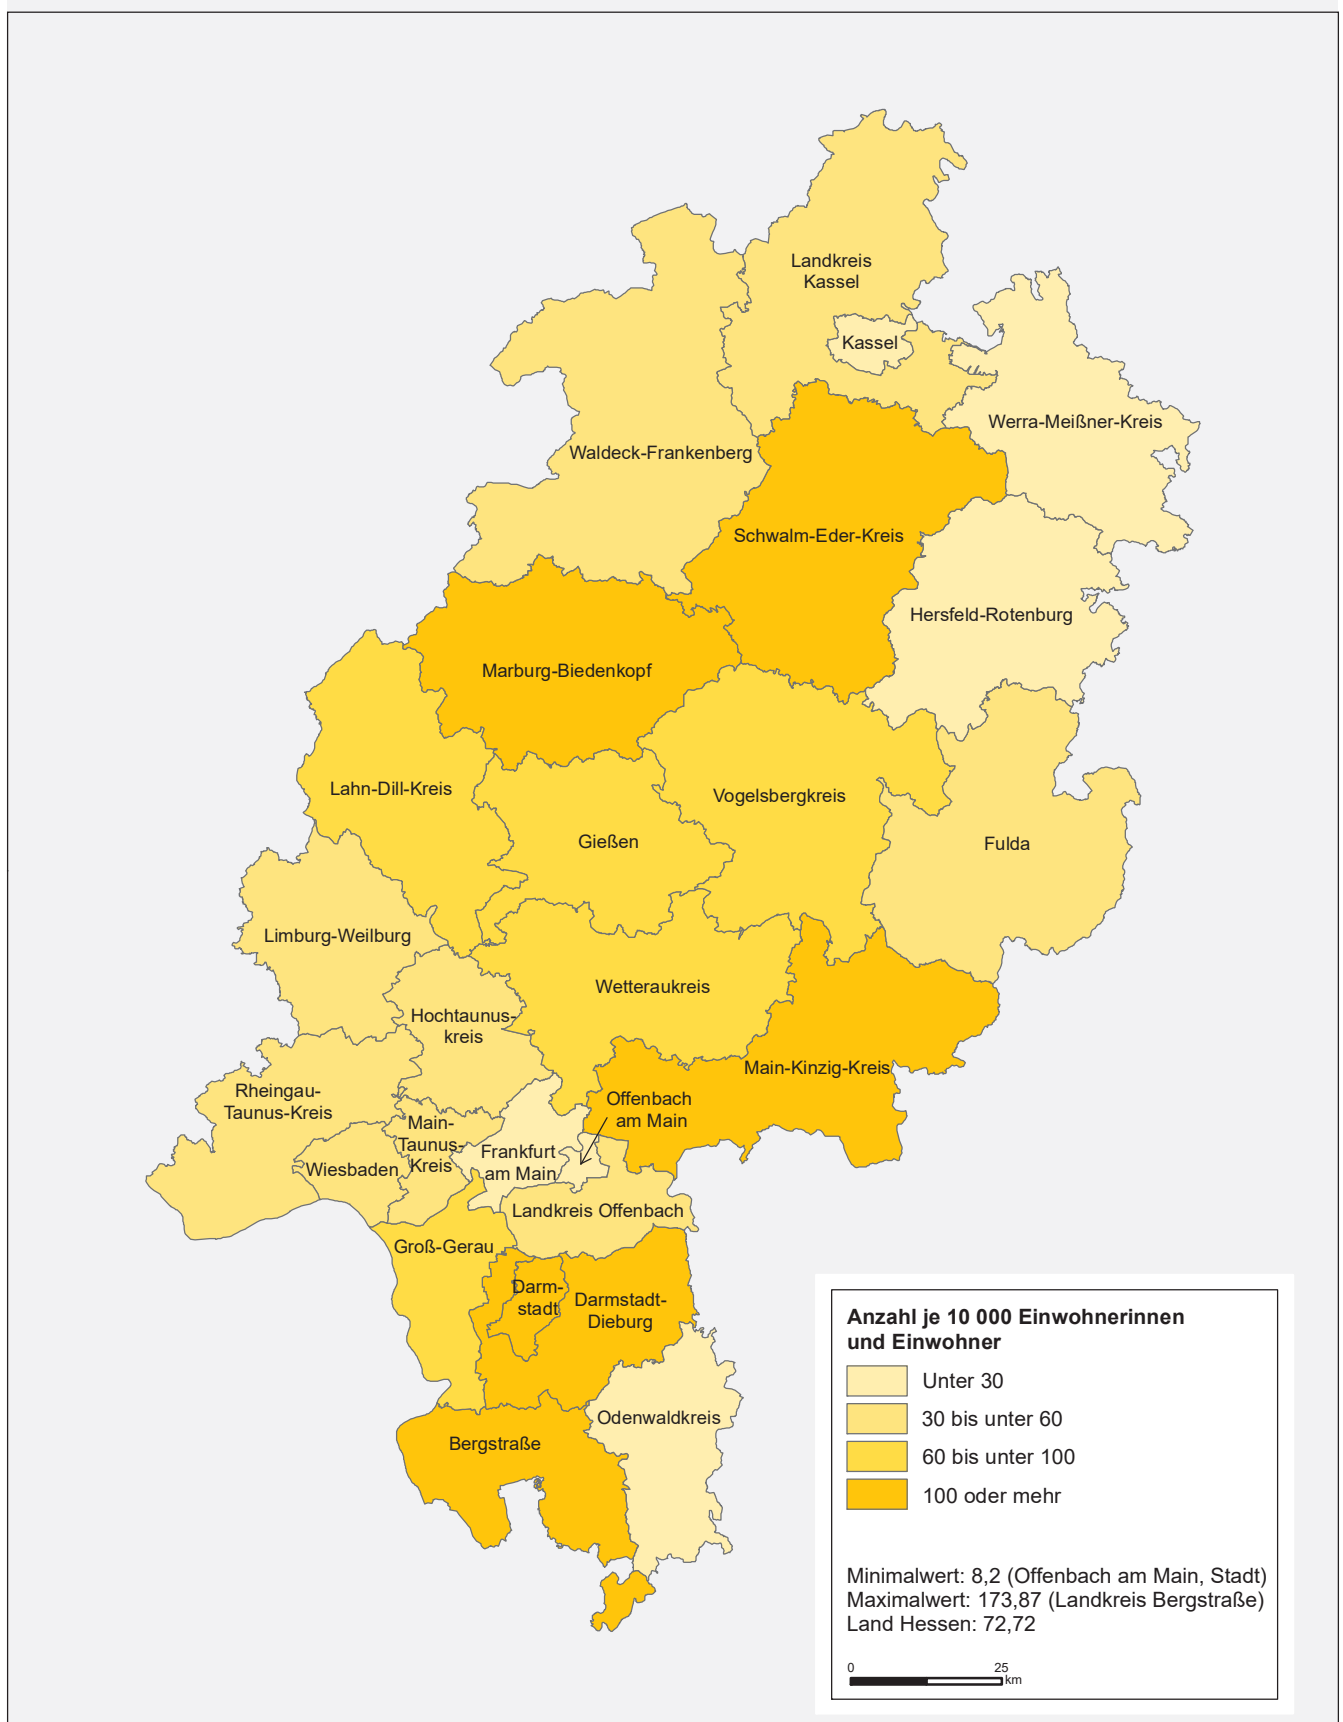 Landkreis
Kassel
Kassel
Werra-Meißner-Kreis
Waldeck-Frankenberg
Schwalm-Eder-Kreis
Hersfeld-Rotenburg
Marburg-Biedenkopf
Lahn-Dill-Kreis
Vogelsbergkreis
Gießen
Fulda
Limburg-Weilburg
Wetteraukreis
Hochtaunus-
kreis
Main-Kinzig-Kreis
Rheingau-
Taunus-Kreis
Offenbach
am Main
Main-
Taunus-
Kreis
Frankfurt
am Main
Wiesbaden
Landkreis Offenbach
Groß-Gerau
Darm-
stadt
Darmstadt-
Dieburg
Odenwaldkreis
Bergstraße
Anzahl je 10 000 Einwohnerinnen
und Einwohner
Unter 30
30 bis unter 60
60 bis unter 100
100 oder mehr
Minimalwert: 8,2 (Offenbach am Main, Stadt)
Maximalwert: 173,87 (Landkreis Bergstraße)
Land Hessen: 72,72
0 25
km